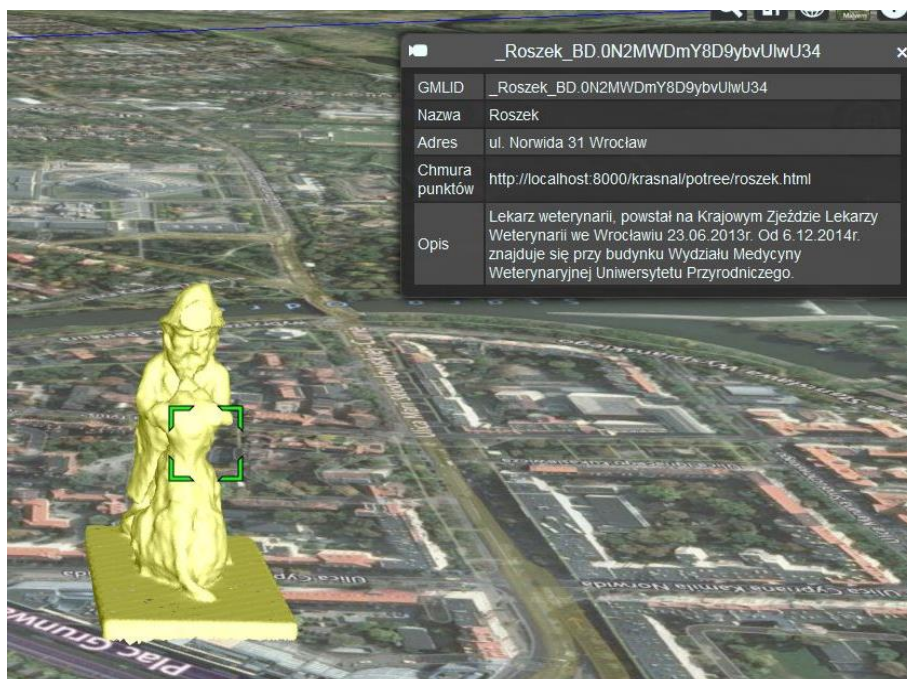 _Roszek_BD.0N2MWDmY8D9ybvUlwU34
GMLID _Roszek_BD.0N2MWDmY8D9ybvUlwU34
Nazwa Roszek
Adres ul. Norwida 31 Wrocław
Chmura punktów http://localhost:8000/krasnal/potree/roszek.html
Opis Lekarz weterynarii, powstał na Krajowym Zjeździe Lekarzy
Weterynarii we Wrocławiu 23.06.2013r. Od 6.12.2014r.
znajduje się przy budynku Wydziału Medycyny
Weterynaryjnej Uniwersytetu Przyrodniczego.
Ulica Cypriana Kamila Norwida
Ulica Cyp
Plac Grunw